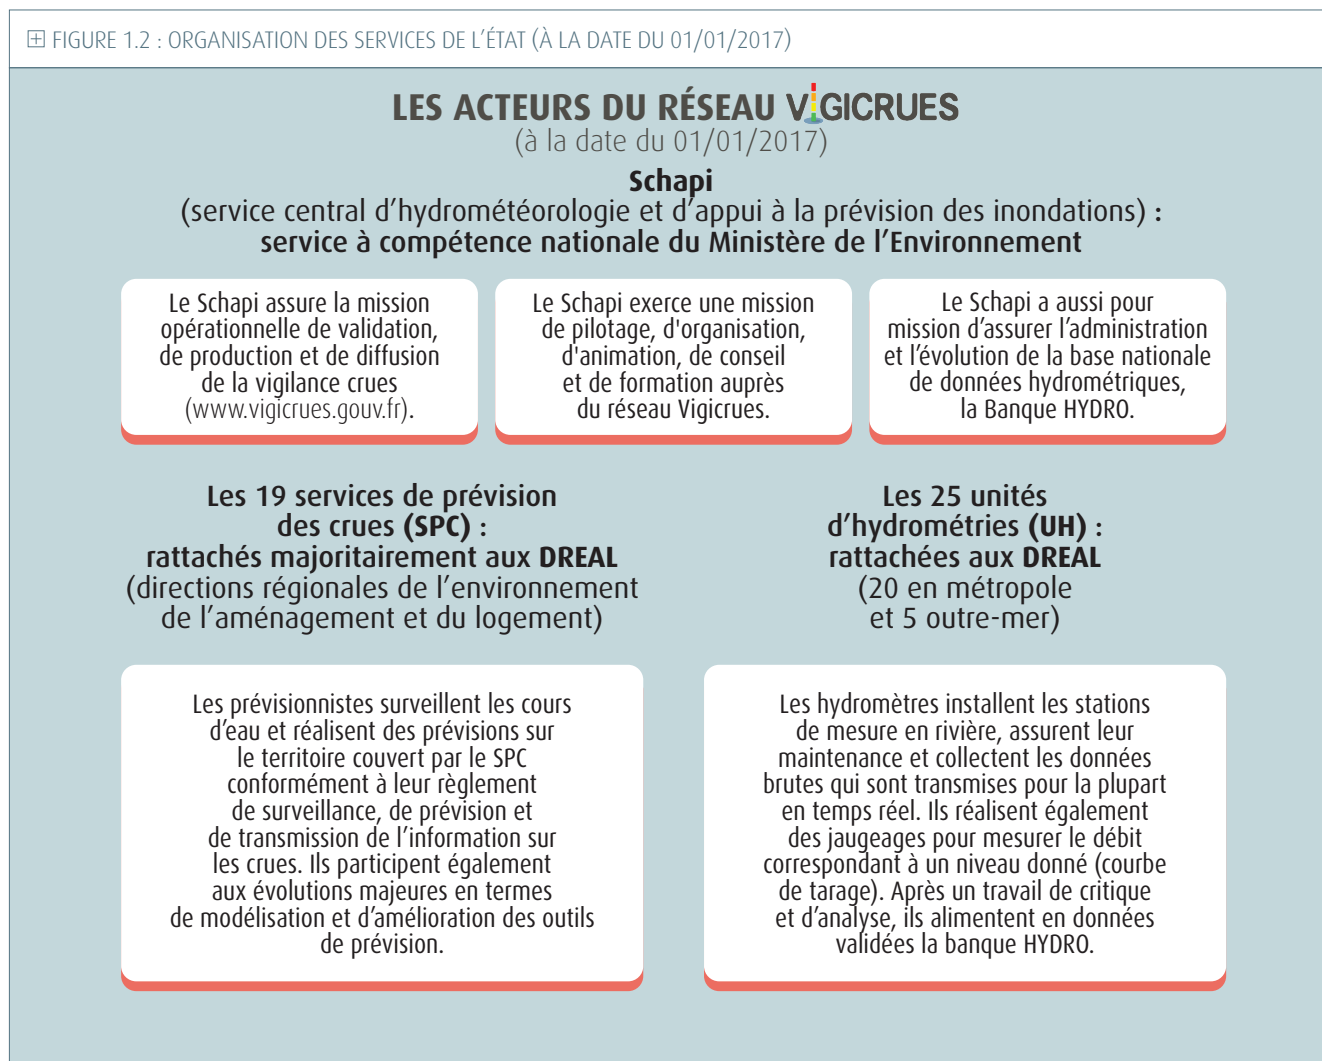 FIGURE 1.2 : ORGANISATION DES SERVICES DE L’ÉTAT (À LA DATE DU 01/01/2017)
LES ACTEURS DU RÉSEAU VIGICRUES
(à la date du 01/01/2017)
Schapi
(service central d’hydrométéorologie et d’appui à la prévision des inondations) :
service à compétence nationale du Ministère de l’Environnement
Le Schapi assure la mission
opérationnelle de validation,
de production et de diffusion
de la vigilance crues
(www.vigicrues.gouv.fr).
Le Schapi exerce une mission
de pilotage, d'organisation,
d'animation, de conseil
et de formation auprès
du réseau Vigicrues.
Le Schapi a aussi pour
mission d’assurer l’administration
et l’évolution de la base nationale
de données hydrométriques,
la Banque HYDRO.
Les 19 services de prévision
des crues (SPC) :
rattachés majoritairement aux DREAL
(directions régionales de l’environnement
de l’aménagement et du logement)
Les 25 unités
d’hydrométries (UH) :
rattachées aux DREAL
(20 en métropole
et 5 outre-mer)
Les prévisionnistes surveillent les cours
d’eau et réalisent des prévisions sur
le territoire couvert par le SPC
conformément à leur règlement
de surveillance, de prévision et
de transmission de l’information sur
les crues. Ils participent également
aux évolutions majeures en termes
de modélisation et d’amélioration des outils
de prévision.
Les hydromètres installent les stations
de mesure en rivière, assurent leur
maintenance et collectent les données
brutes qui sont transmises pour la plupart
en temps réel. Ils réalisent également
des jaugeages pour mesurer le débit
correspondant à un niveau donné (courbe
de tarage). Après un travail de critique
et d’analyse, ils alimentent en données
validées la banque HYDRO.